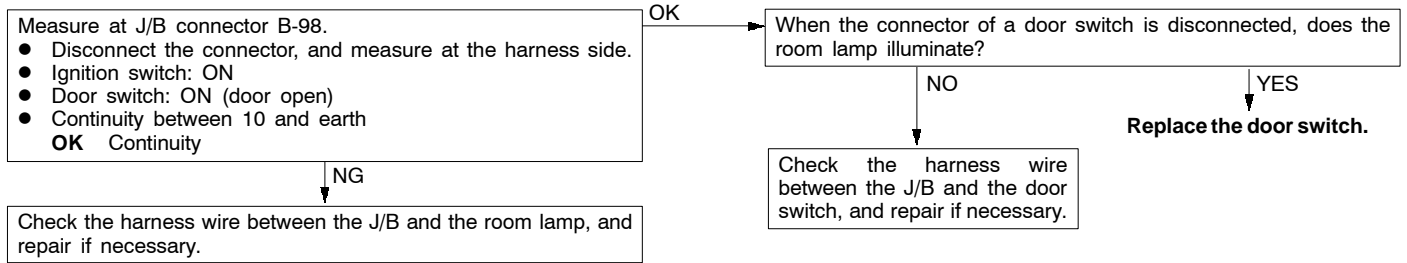 Measure at J/B connector B-98.
● Disconnect the connector, and measure at the harness side.
● Ignition switch: ON
● Door switch: ON (door open)
● Continuity between 10 and earth
OK Continuity
OK
When the connector of a door switch is disconnected, does the
room lamp illuminate?
NO
YES
Replace the door switch.
Check the harness wire
between the J/B and the door
switch, and repair if necessary.
NG
Check the harness wire between the J/B and the room lamp, and
repair if necessary.